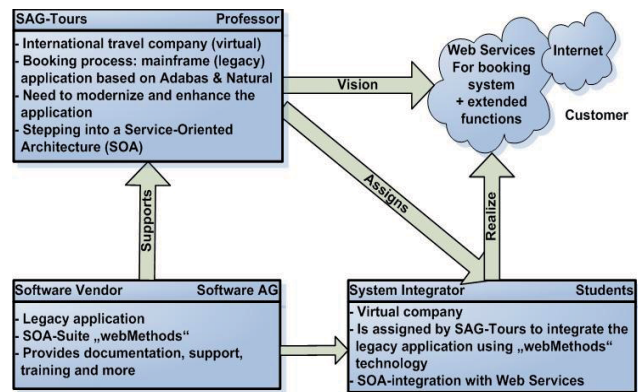 SAG-Tours Professor
- International travel company (virtual)
- Booking process: mainframe (legacy)
application based on Adabas & Natural
- Need to modernize and enhance the
application
- Stepping into a Service-Oriented
Architecture (SOA)
Vision
Web Services
For booking
system
+ extended
functions
Internet
Customer
Supports
Assigns
Realize
Software Vendor Software AG
- Legacy application
- SOA-Suite „webMethods“
- Provides documentation, support,
training and more
System Integrator Students
- Virtual company
- Is assigned by SAG-Tours to integrate the
legacy application using „webMethods“
technology
- SOA-integration with Web Services